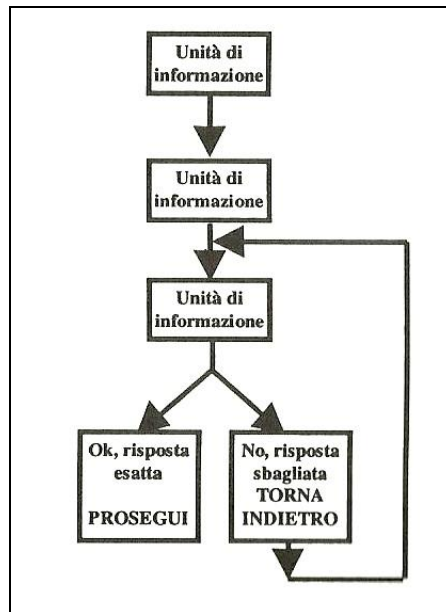 Unità di
informazione
Unità di
informazione
Unità di
informazione
Ok, risposta
esatta
PROSEGUI
No, risposta
sbagliata
TORNA
INDIETRO